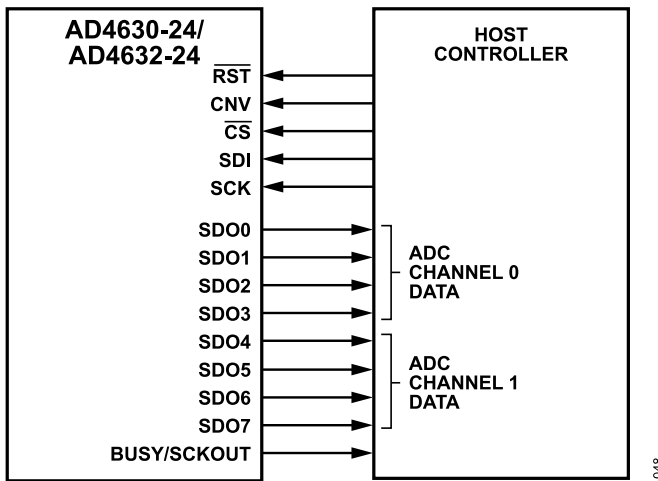 AD4630-24/
AD4632-24
HOST
CONTROLLER
RST
CNV
CS
SDI
SCK
SDO0
SDO1
SDO2
SDO3
SDO4
SDO5
SDO6
SDO7
BUSY/SCKOUT
ADC
CHANNEL 0
DATA
ADC
CHANNEL 1
DATA
048